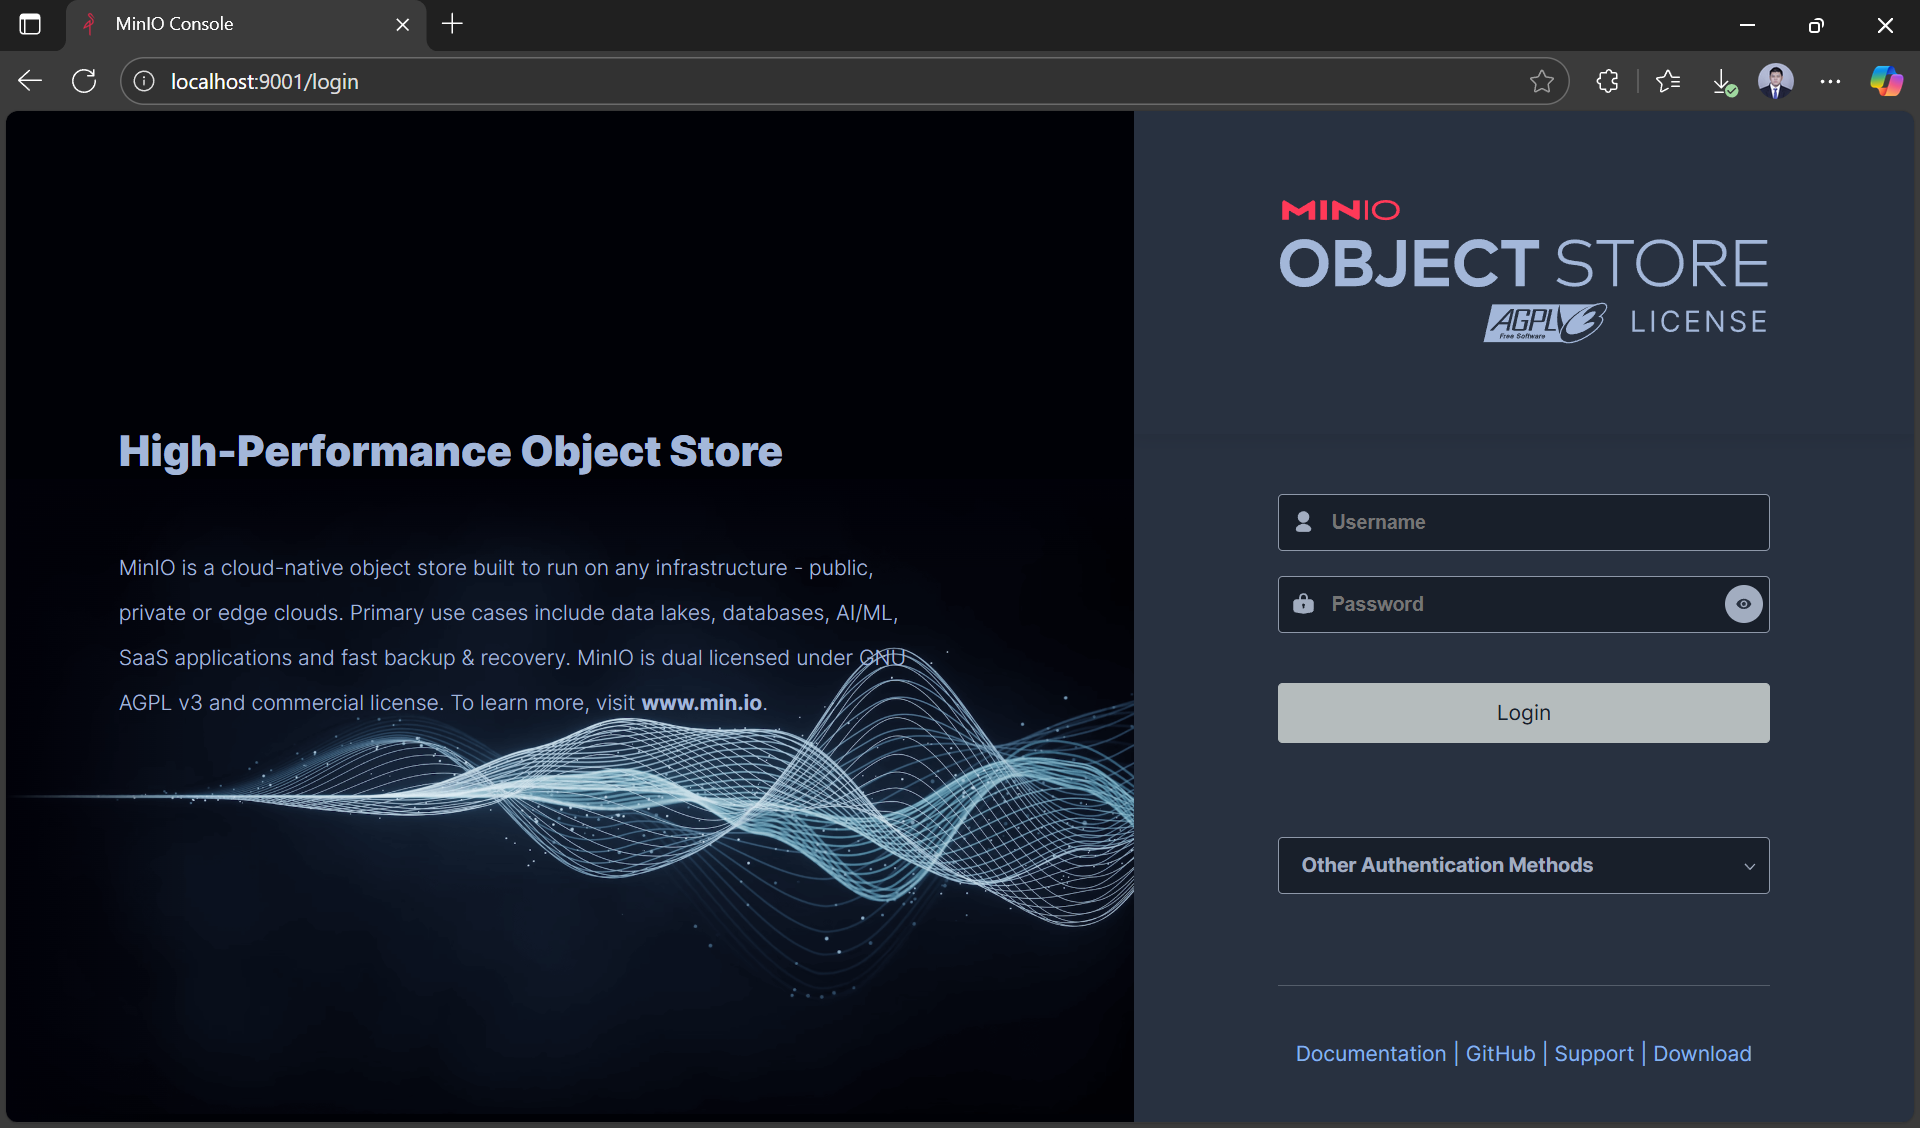 MinIO Console
localhost:9001/login
MINIO
OBJECT STORE
AGPL v3 LICENSE
Free Software
High-Performance Object Store
MinIO is a cloud-native object store built to run on any infrastructure - public,
private or edge clouds. Primary use cases include data lakes, databases, AI/ML,
SaaS applications and fast backup & recovery. MinIO is dual licensed under GNU
AGPL v3 and commercial license. To learn more, visit www.min.io.
Username
Password
Login
Other Authentication Methods
Documentation | GitHub | Support | Download